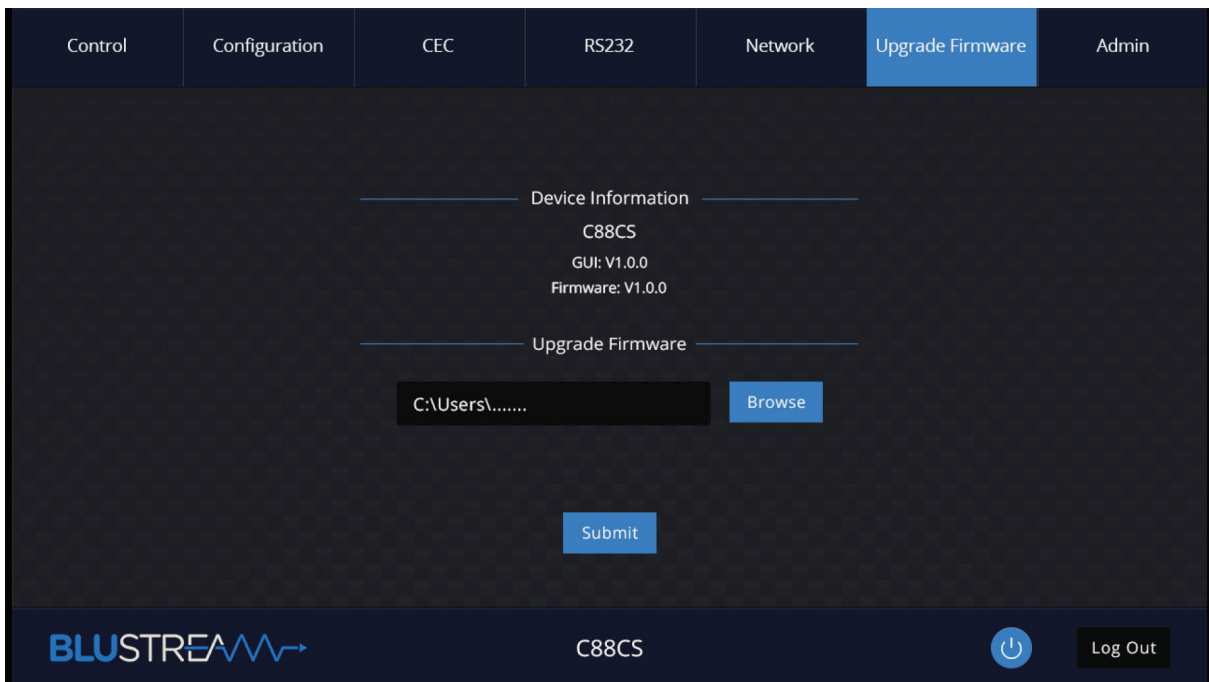 Control Configuration CEC RS232 Network Upgrade Firmware Admin
Device Information
C88CS
GUI: V1.0.0
Firmware: V1.0.0
Upgrade Firmware
C:\Users\....... Browse
Submit
BLUSTREAM C88CS Log Out